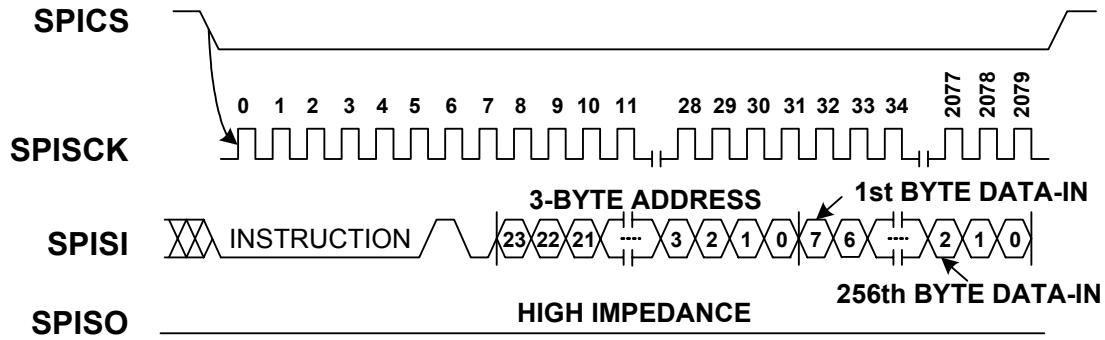 SPICS
0 1 2 3 4 5 6 7 8 9 10 11 28 29 30 31 32 33 34 2077 2078 2079
SPISCK
3-BYTE ADDRESS 1st BYTE DATA-IN
SPISI INSTRUCTION 23 22 21 ---- 3 2 1 0 7 6 ---- 2 1 0
256th BYTE DATA-IN
HIGH IMPEDANCE
SPISO